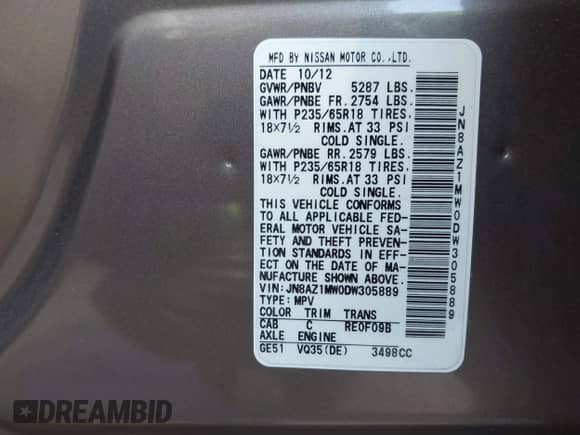 MFD BY NISSAN MOTOR CO.,LTD.
DATE 10/12
GVWR/PNBV 5287 LBS.
GAWR/PNBE FR. 2754 LBS.
WITH P235/65R18 TIRES.
18×7½ RIMS.AT 33 PSI
COLD SINGLE.
GAWR/PNBE RR. 2579 LBS.
WITH P235/65R18 TIRES.
18×7½ RIMS.AT 33 PSI
COLD SINGLE.
THIS VEHICLE CONFORMS
TO ALL APPLICABLE FED-
ERAL MOTOR VEHICLE SA-
FETY AND THEFT PREVEN-
TION STANDARDS IN EFF-
ECT ON THE DATE OF MA-
NUFACTURE SHOWN ABOVE.
VIN:JN8AZ1MW0DW305889
TYPE:MPV
COLOR TRIM TRANS
CAB C RE0F09B
AXLE ENGINE
GE51 VQ35(DE) 3498CC
JN8AZ1MW0DW305889
DREAMBID